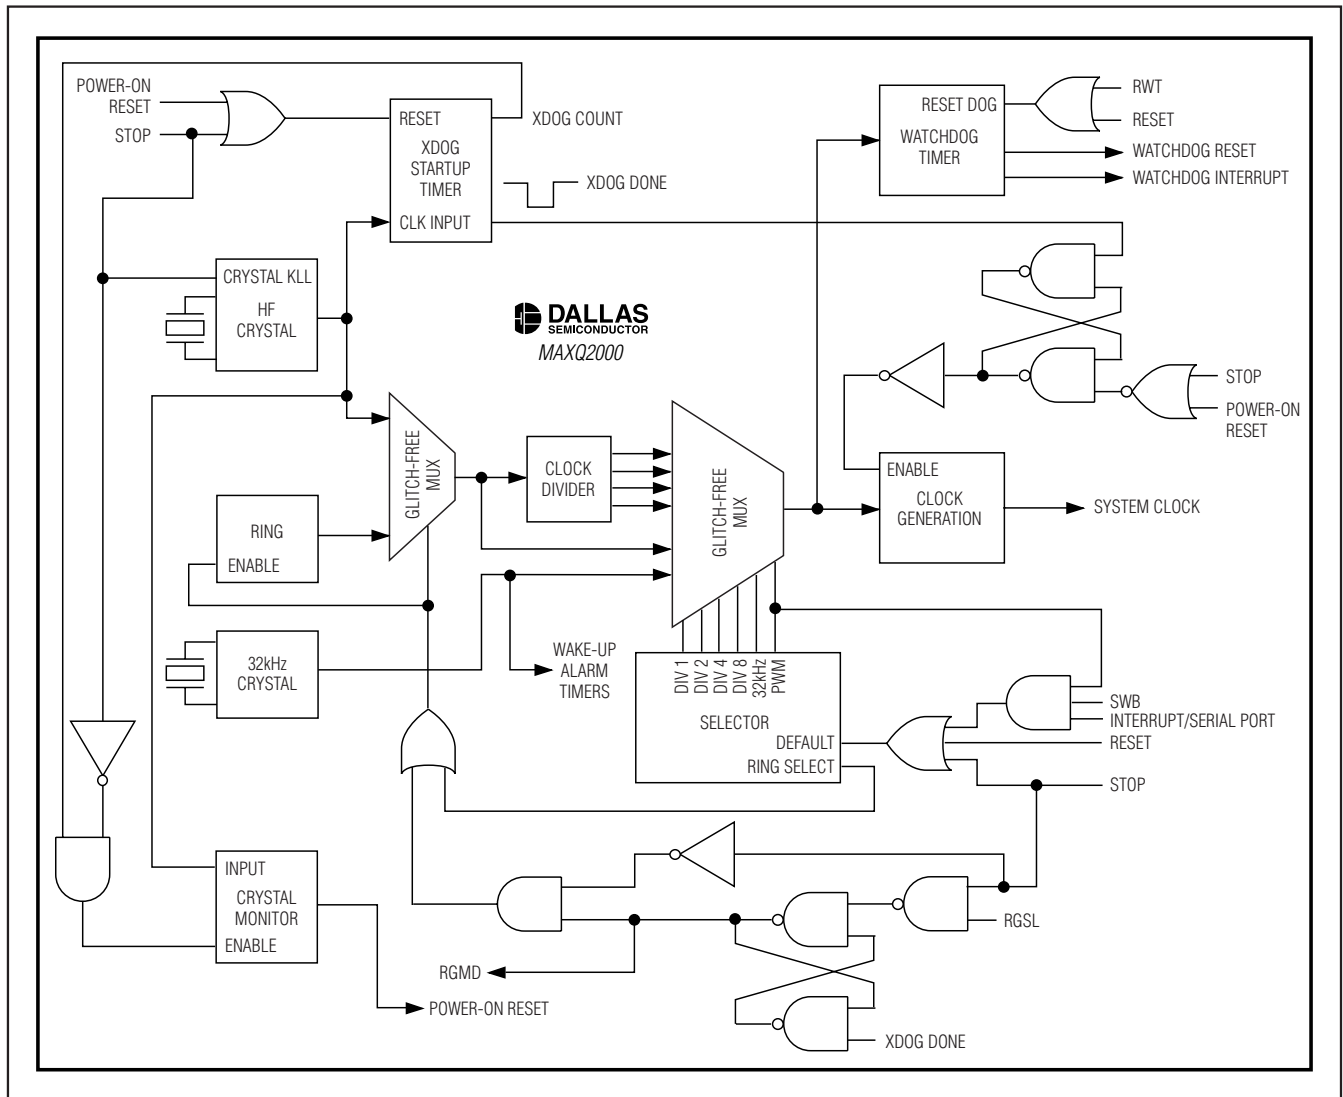 POWER-ON
RESET
STOP
RESET
XDOG
STARTUP
TIMER
CLK INPUT
XDOG COUNT
XDOG DONE
RESET DOG
WATCHDOG
TIMER
RWT
RESET
WATCHDOG RESET
WATCHDOG INTERRUPT
CRYSTAL KLL
HF
CRYSTAL
DALLAS
SEMICONDUCTOR
MAXQ2000
STOP
POWER-ON
RESET
GLITCH-FREE
MUX
CLOCK
DIVIDER
GLITCH-FREE
MUX
ENABLE
CLOCK
GENERATION
SYSTEM CLOCK
RING
ENABLE
32kHz
CRYSTAL
WAKE-UP
ALARM
TIMERS
DIV 1
DIV 2
DIV 4
DIV 8
32kHz
PWM
SELECTOR
DEFAULT
RING SELECT
SWB
INTERRUPT/SERIAL PORT
RESET
STOP
INPUT
CRYSTAL
MONITOR
ENABLE
RGSL
RGMD
POWER-ON RESET
XDOG DONE